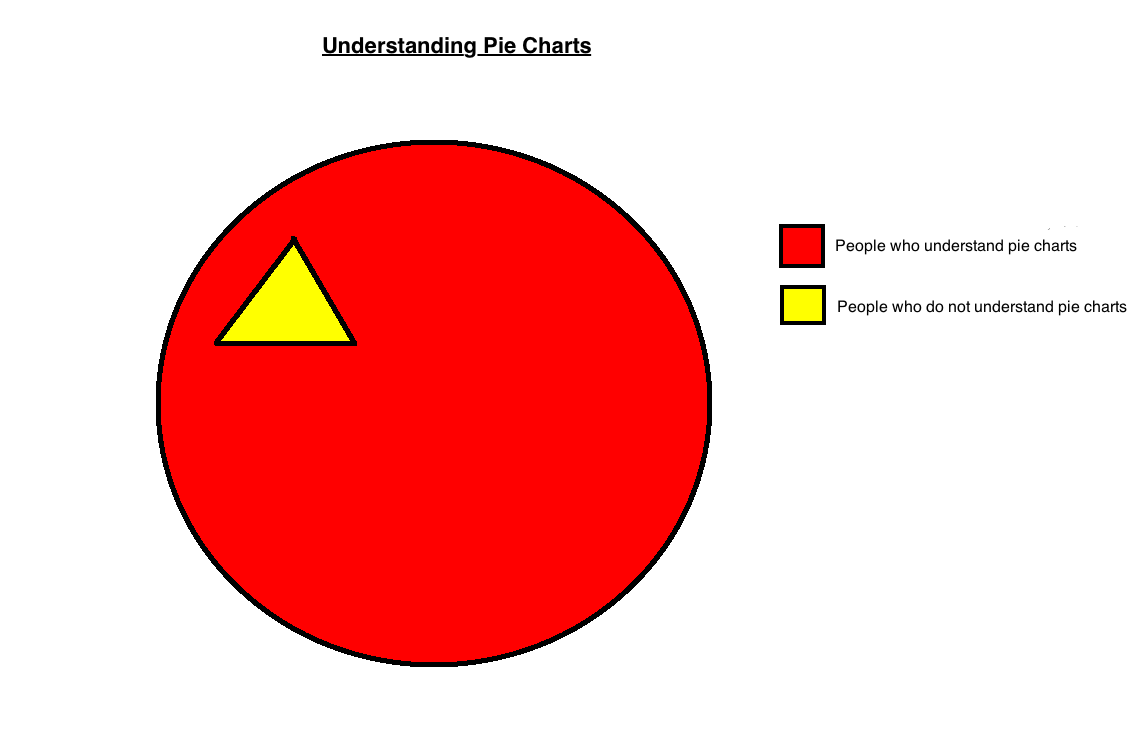 Understanding Pie Charts
People who understand pie charts
People who do not understand pie charts